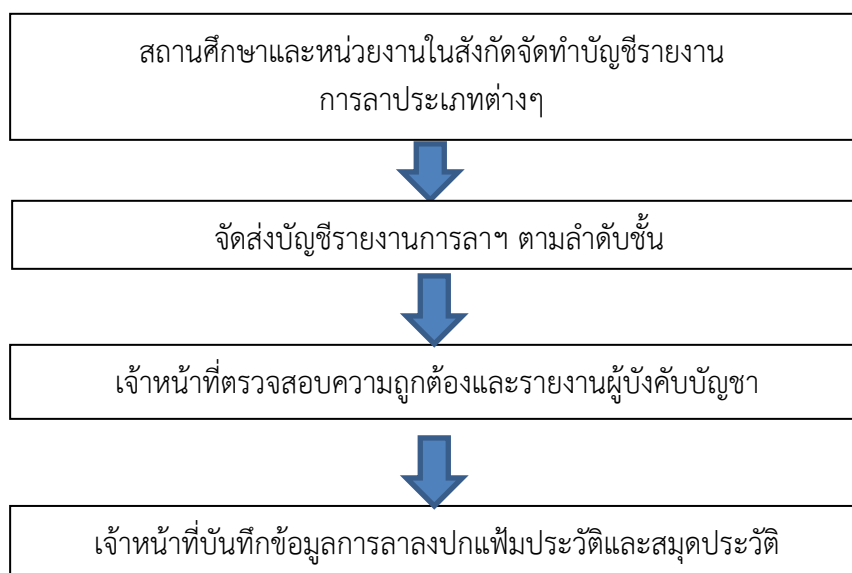 สถานศึกษาและหน่วยงานในสังกัดจัดทำบัญชีรายงาน
การลาประเภทต่างๆ
จัดส่งบัญชีรายงานการลาฯ ตามลำดับชั้น
เจ้าหน้าที่ตรวจสอบความถูกต้องและรายงานผู้บังคับบัญชา
เจ้าหน้าที่บันทึกข้อมูลการลาลงปกแฟ้มประวัติและสมุดประวัติ